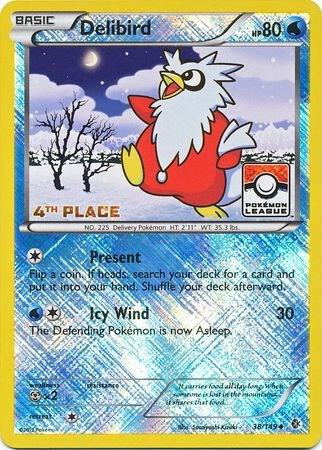 BASIC
Delibird
HP80
4TH PLACE
POKÉMON
LEAGUE
NO. 225 Delivery Pokémon HT: 2'11" WT: 35.3 lbs.
Present
Flip a coin. If heads, search your deck for a card and
put it into your hand. Shuffle your deck afterward.
Icy Wind 30
The Defending Pokémon is now Asleep.
weakness
×2
resistance
retreat
It carries food all day long. When
someone is lost in the mountains,
it shares that food.
Illus. Sumiyoshi Kizuki
38/149